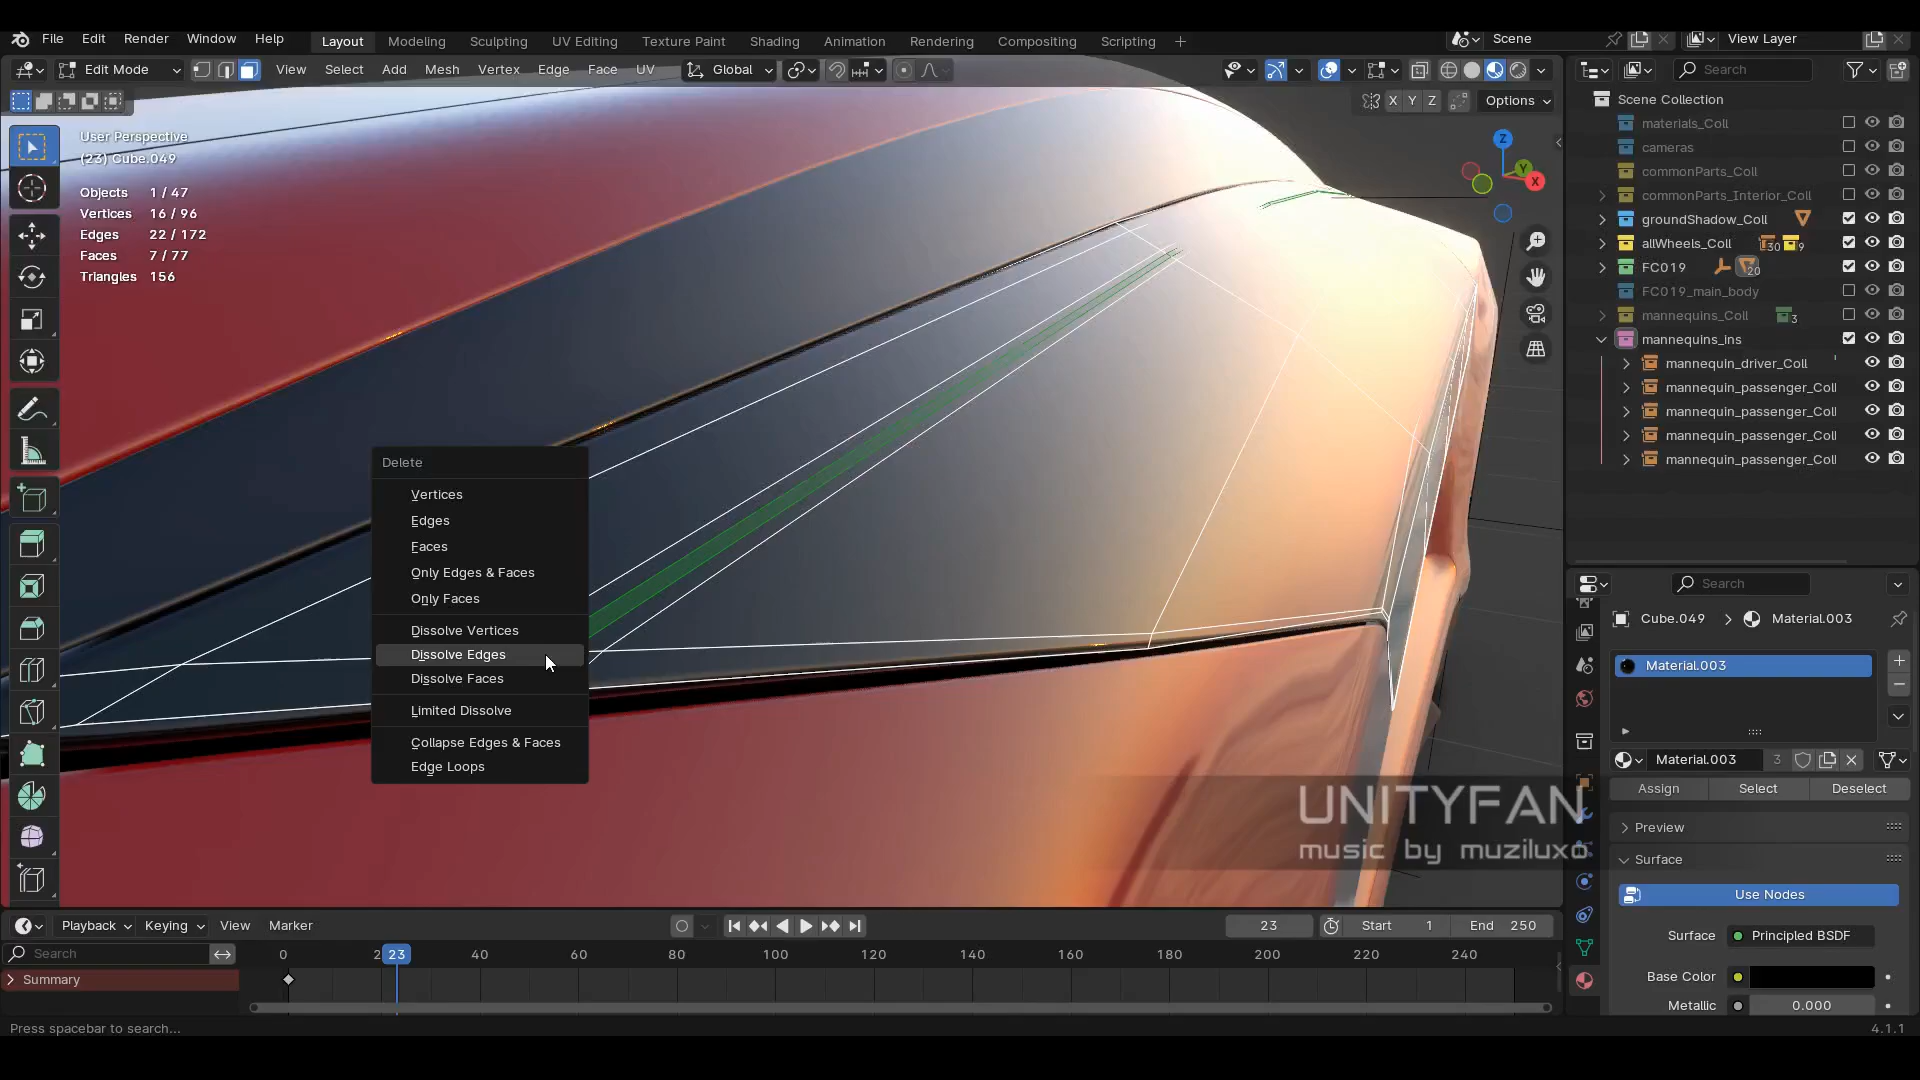 File Edit Render Window Help
Layout Modeling Sculpting UV Editing Texture Paint Shading Animation Rendering Compositing Scripting
Scene
View Layer
Edit Mode
View Select Add Mesh Vertex Edge Face UV
Global
Search
X Y Z
Options
User Perspective
(23) Cube.049
Objects 1 / 47
Vertices 16 / 96
Edges 22 / 172
Faces 7 / 77
Triangles 156
Z
Y
X
Delete
Vertices
Edges
Faces
Only Edges & Faces
Only Faces
Dissolve Vertices
Dissolve Edges
Dissolve Faces
Limited Dissolve
Collapse Edges & Faces
Edge Loops
Scene Collection
materials_Coll
cameras
commonParts_Coll
commonParts_Interior_Coll
groundShadow_Coll
allWheels_Coll 30 9
FC019 20
FC019_main_body
mannequins_Coll 3
mannequins_ins
mannequin_driver_Coll
mannequin_passenger_Coll
mannequin_passenger_Coll
mannequin_passenger_Coll
mannequin_passenger_Coll
Search
Cube.049 Material.003
Material.003
Material.003 3
Assign Select Deselect
Preview
Surface
Use Nodes
Surface Principled BSDF
Base Color
Metallic 0.000
UNITYFAN
music by muziluxo
Playback Keying View Marker
23 Start 1 End 250
Search
0 2 23 40 60 80 100 120 140 160 180 200 220 240
Summary
Press spacebar to search...
4.1.1